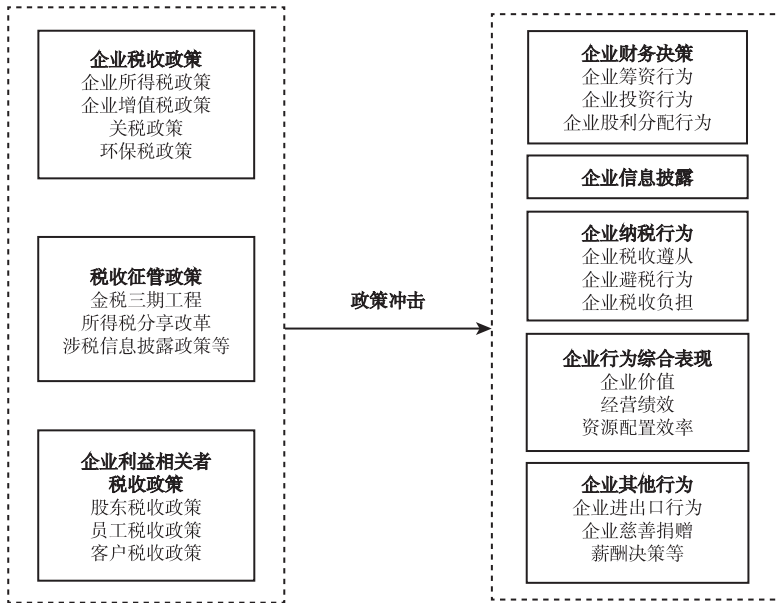 企业税收政策
企业所得税政策
企业增值税政策
关税政策
环保税政策
税收征管政策
金税三期工程
所得税分享改革
涉税信息披露政策等
企业利益相关者
税收政策
股东税收政策
员工税收政策
客户税收政策
政策冲击
企业财务决策
企业筹资行为
企业投资行为
企业股利分配行为
企业信息披露
企业纳税行为
企业税收遵从
企业避税行为
企业税收负担
企业行为综合表现
企业价值
经营绩效
资源配置效率
企业其他行为
企业进出口行为
企业慈善捐赠
薪酬决策等